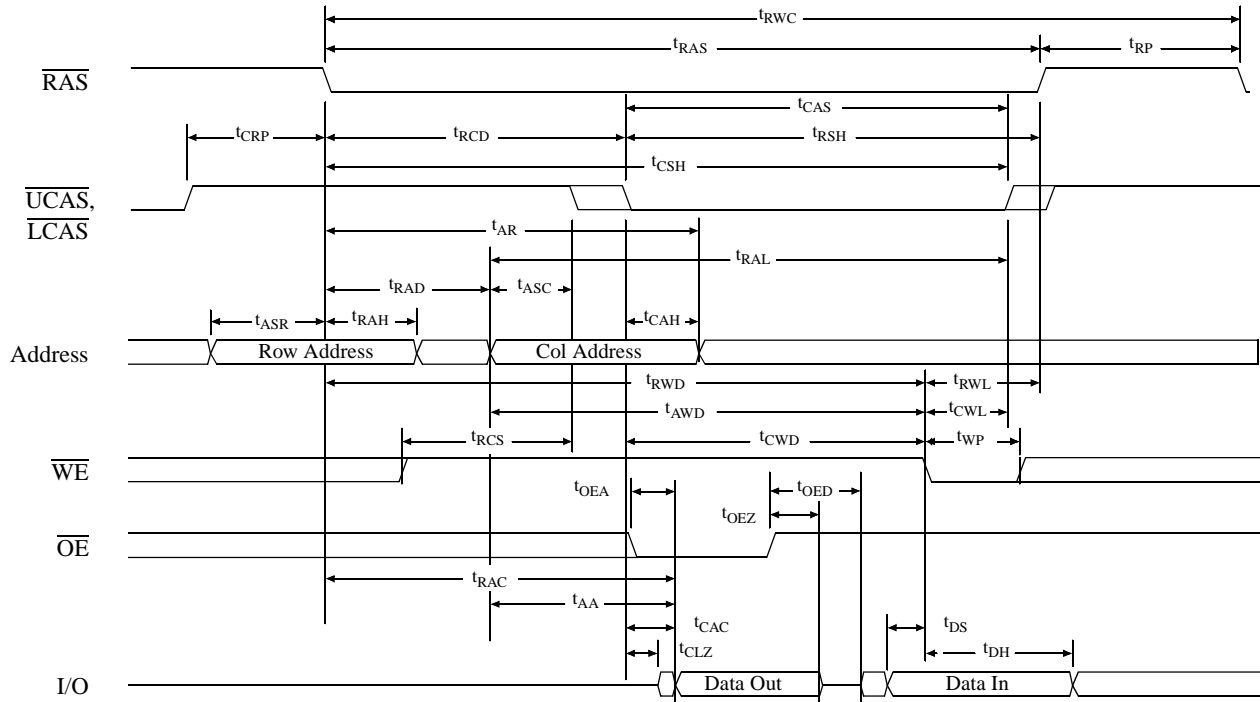 tRWC
tRAS
tRP
RAS
tCAS
tCRP
tRCD
tRSH
tCSH
UCAS,
LCAS
tAR
tRAL
tRAD
tASC
tASR
tRAH
tCAH
Address
Row Address
Col Address
tRWD
tRWL
tAWD
tCWL
tRCS
tCWD
tWP
WE
tOEA
tOED
tOEZ
OE
tRAC
tAA
tCAC
tDS
tCLZ
tDH
I/O
Data Out
Data In